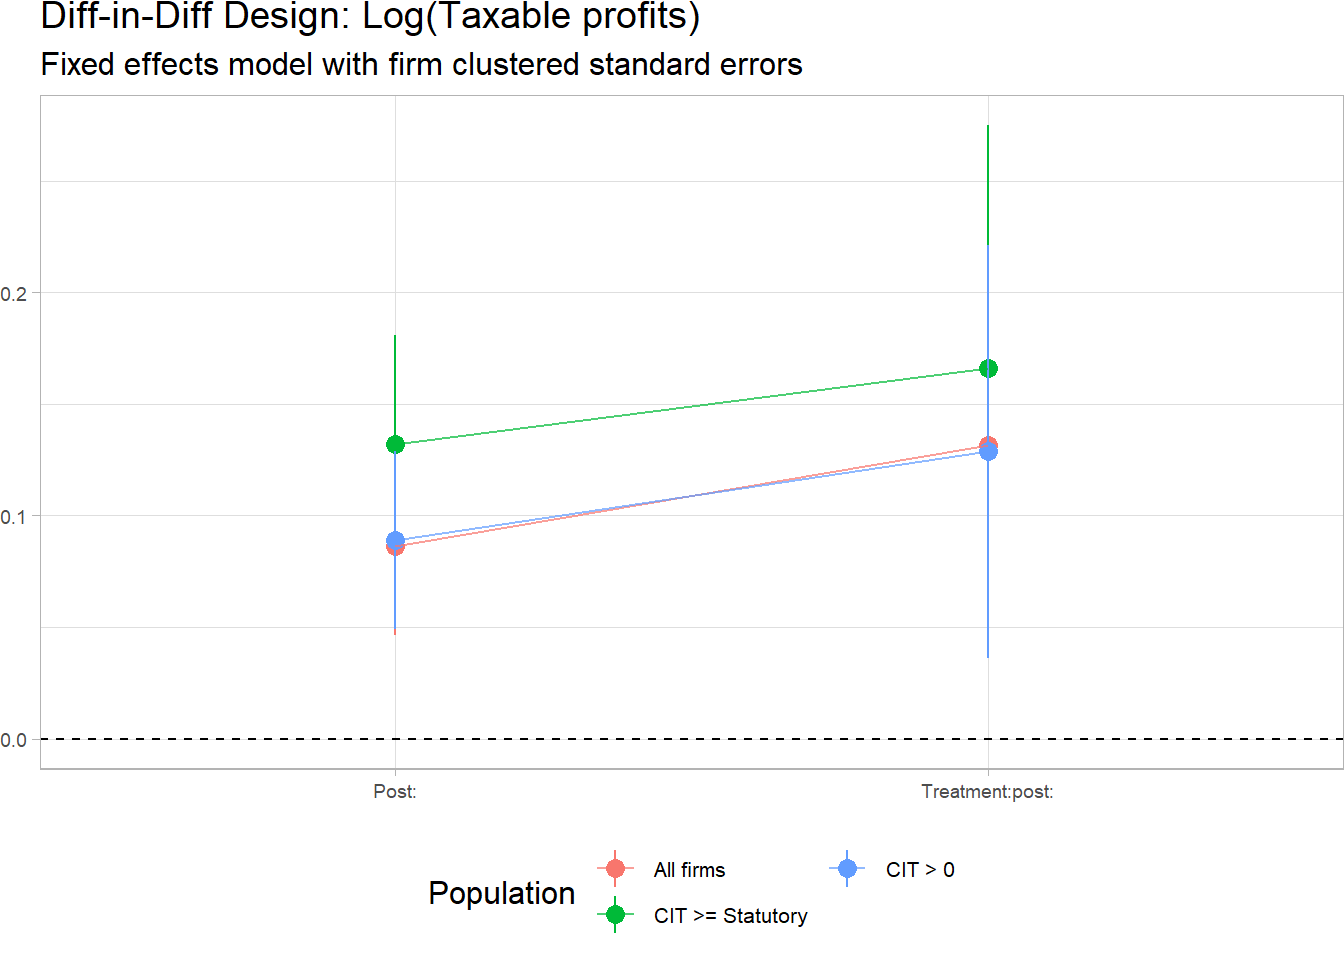 Diff-in-Diff Design: Log(Taxable profits)
Fixed effects model with firm clustered standard errors
0.2
0.1
0.0
Post:
Treatment:post:
Population
All firms
CIT > 0
CIT >= Statutory